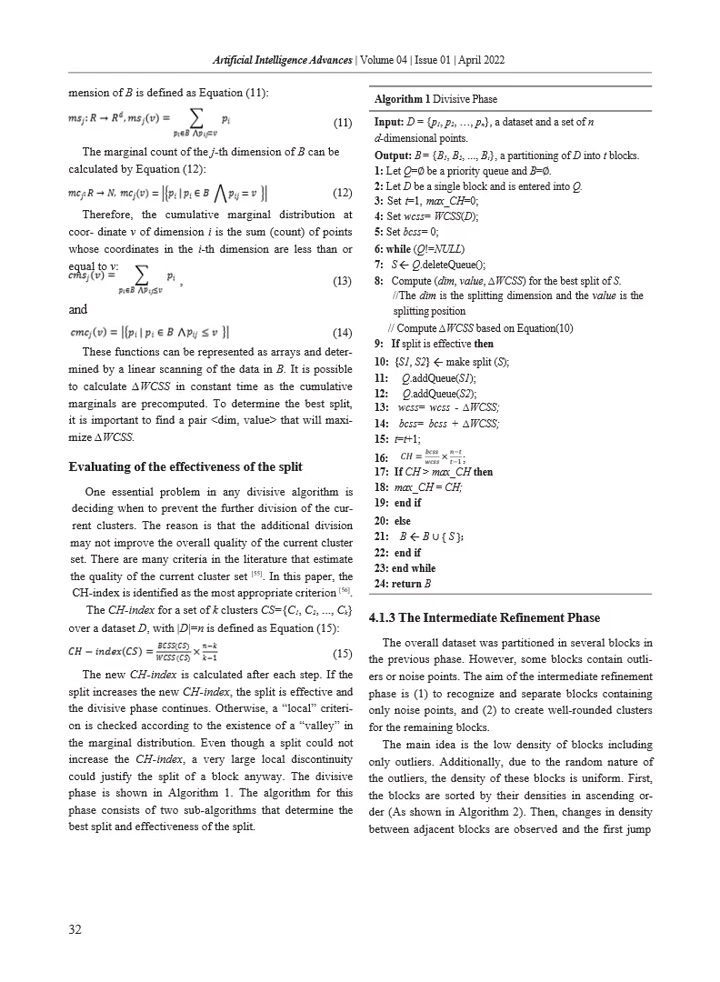 Artificial Intelligence Advances | Volume 04 | Issue 01 | April 2022
mension of B is defined as Equation (11):
ms_j: R → R^d, ms_j(v) = ∑_{p_i∈B ∧ p_ij=v} p_i (11)
The marginal count of the j-th dimension of B can be
calculated by Equation (12):
mc_j: R → N, mc_j(v) = |{p_i | p_i ∈ B ⋀ p_ij = v }| (12)
Therefore, the cumulative marginal distribution at
coor- dinate v of dimension i is the sum (count) of points
whose coordinates in the i-th dimension are less than or
equal to v:
cms_j(v) = ∑_{p_i∈B ∧ p_ij≤v} p_i , (13)
and
cmc_j(v) = |{p_i | p_i ∈ B ∧ p_ij ≤ v }| (14)
These functions can be represented as arrays and deter-
mined by a linear scanning of the data in B. It is possible
to calculate ΔWCSS in constant time as the cumulative
marginals are precomputed. To determine the best split,
it is important to find a pair <dim, value> that will maxi-
mize ΔWCSS.
Evaluating of the effectiveness of the split
One essential problem in any divisive algorithm is
deciding when to prevent the further division of the cur-
rent clusters. The reason is that the additional division
may not improve the overall quality of the current cluster
set. There are many criteria in the literature that estimate
the quality of the current cluster set [55]. In this paper, the
CH-index is identified as the most appropriate criterion [56].
The CH-index for a set of k clusters CS={C1, C2, ..., Ck}
over a dataset D, with |D|=n is defined as Equation (15):
CH − index(CS) = BCSS(CS)/WCSS(CS) × n−k/k−1 (15)
The new CH-index is calculated after each step. If the
split increases the new CH-index, the split is effective and
the divisive phase continues. Otherwise, a “local” criteri-
on is checked according to the existence of a “valley” in
the marginal distribution. Even though a split could not
increase the CH-index, a very large local discontinuity
could justify the split of a block anyway. The divisive
phase is shown in Algorithm 1. The algorithm for this
phase consists of two sub-algorithms that determine the
best split and effectiveness of the split.
Algorithm 1 Divisive Phase
Input: D = {p1, p2, …, pn}, a dataset and a set of n
d-dimensional points.
Output: B = {B1, B2, ..., Bt}, a partitioning of D into t blocks.
1: Let Q=∅ be a priority queue and B=∅.
2: Let D be a single block and is entered into Q.
3: Set t=1, max_CH=0;
4: Set wcss= WCSS(D);
5: Set bcss= 0;
6: while (Q!=NULL)
7: S ← Q.deleteQueue();
8: Compute (dim, value, ΔWCSS) for the best split of S.
//The dim is the splitting dimension and the value is the
splitting position
// Compute ΔWCSS based on Equation(10)
9: If split is effective then
10: {S1, S2} ← make split (S);
11: Q.addQueue(S1);
12: Q.addQueue(S2);
13: wcss= wcss - ΔWCSS;
14: bcss= bcss + ΔWCSS;
15: t=t+1;
16: CH = bcss/wcss × n−t/t−1 ;
17: If CH > max_CH then
18: max_CH = CH;
19: end if
20: else
21: B ← B ∪ { S };
22: end if
23: end while
24: return B
4.1.3 The Intermediate Refinement Phase
The overall dataset was partitioned in several blocks in
the previous phase. However, some blocks contain outli-
ers or noise points. The aim of the intermediate refinement
phase is (1) to recognize and separate blocks containing
only noise points, and (2) to create well-rounded clusters
for the remaining blocks.
The main idea is the low density of blocks including
only outliers. Additionally, due to the random nature of
the outliers, the density of these blocks is uniform. First,
the blocks are sorted by their densities in ascending or-
der (As shown in Algorithm 2). Then, changes in density
between adjacent blocks are observed and the first jump
32